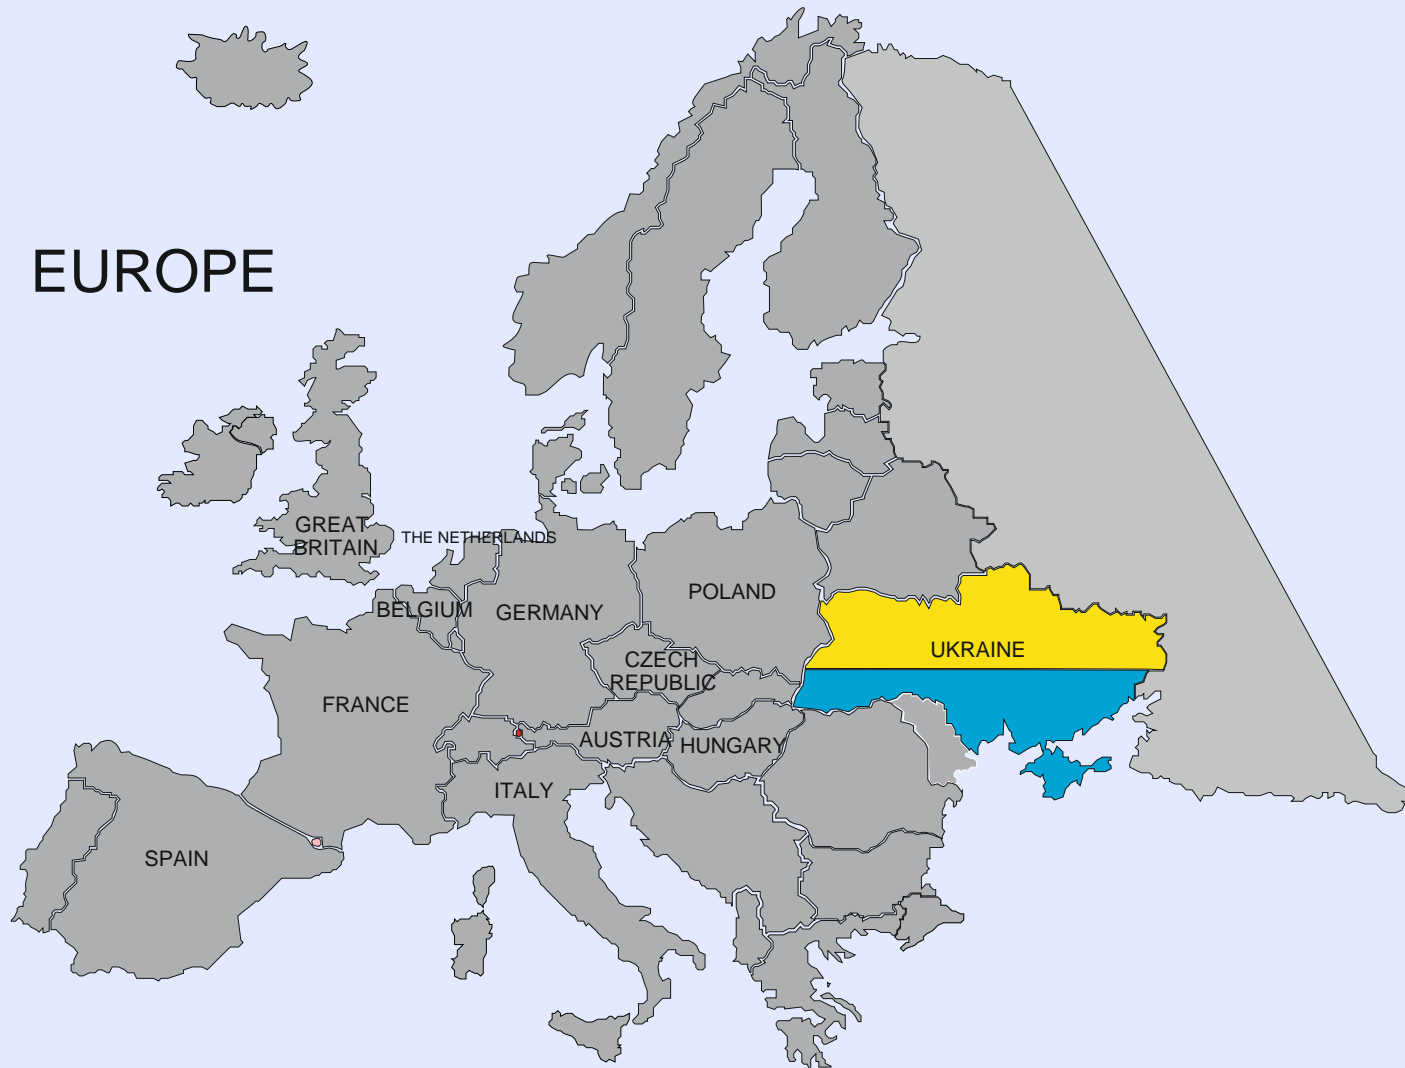 EUROPE
GREAT
BRITAIN
THE NETHERLANDS
BELGIUM
GERMANY
POLAND
CZECH
REPUBLIC
UKRAINE
FRANCE
AUSTRIA
HUNGARY
ITALY
SPAIN